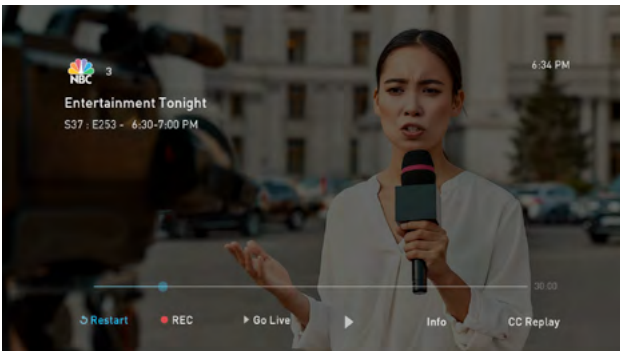 NBC 3
6:34 PM
Entertainment Tonight
S37 : E253 - 6:30-7:00 PM
30:03
Restart REC Go Live Info CC Replay